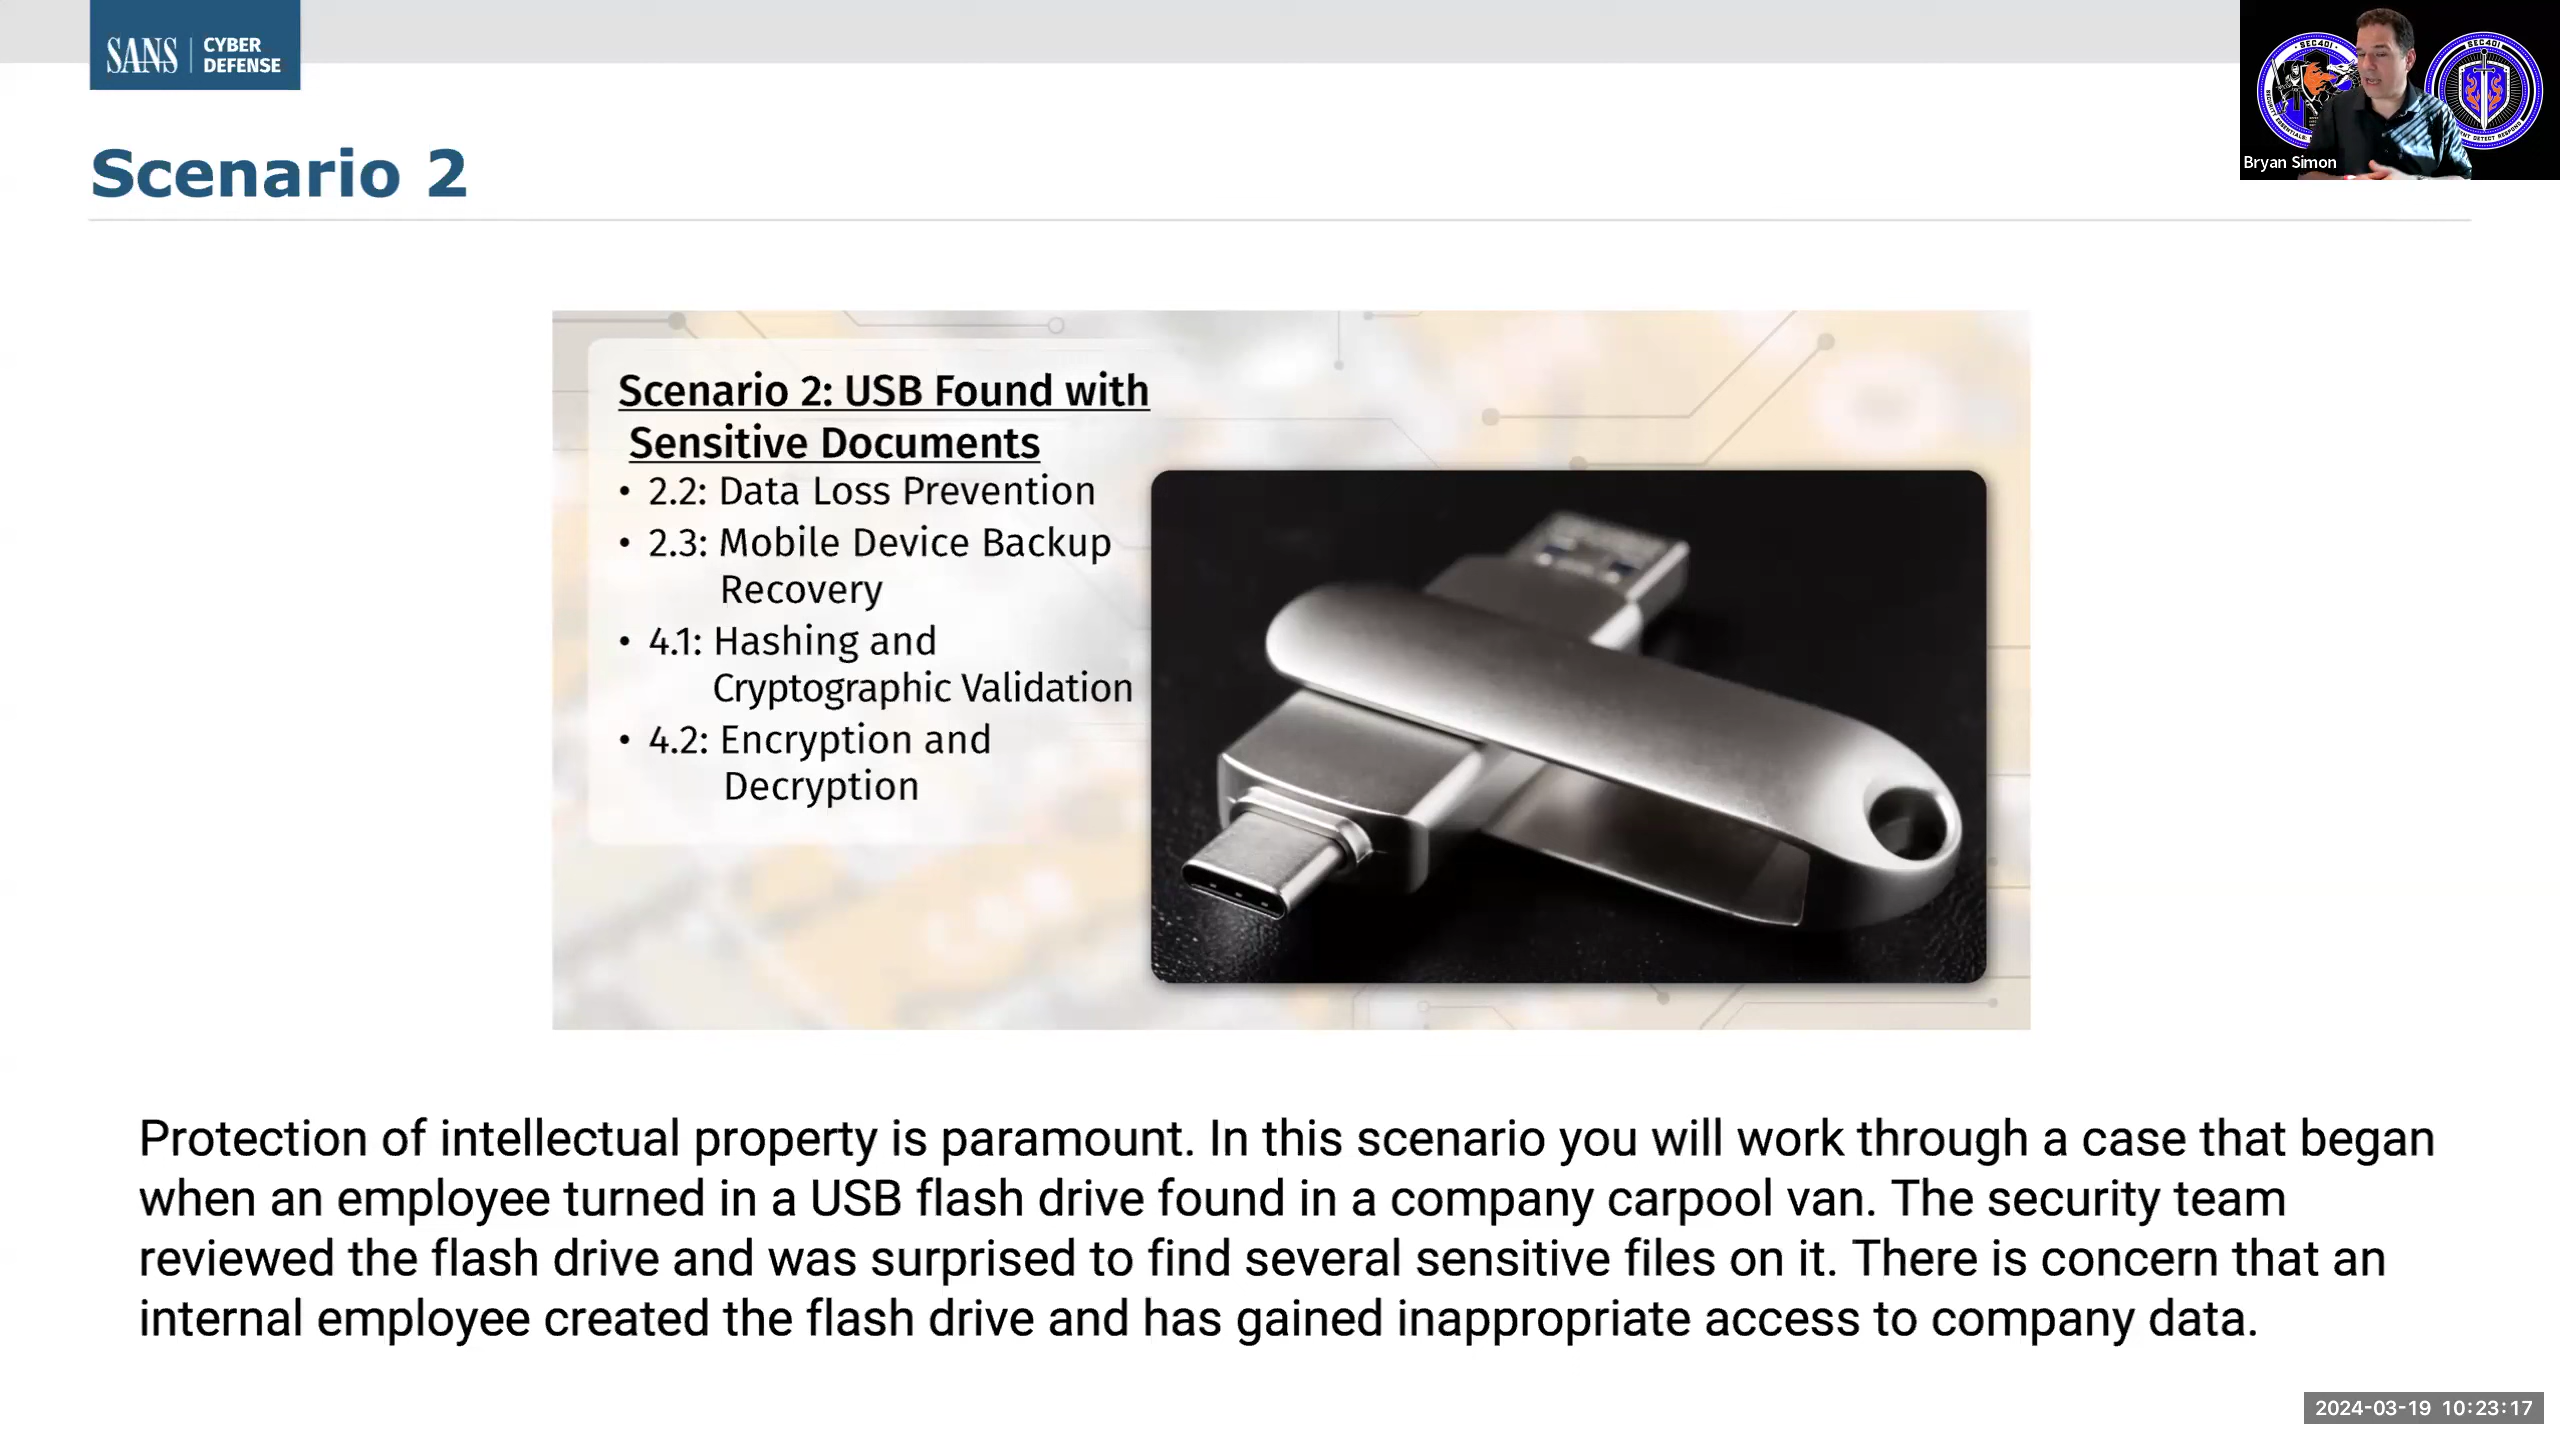 SANS | CYBER
DEFENSE
SEC401
SEC401
Bryan Simon
Scenario 2
Scenario 2: USB Found with
Sensitive Documents
• 2.2: Data Loss Prevention
• 2.3: Mobile Device Backup
Recovery
• 4.1: Hashing and
Cryptographic Validation
• 4.2: Encryption and
Decryption
Protection of intellectual property is paramount. In this scenario you will work through a case that began
when an employee turned in a USB flash drive found in a company carpool van. The security team
reviewed the flash drive and was surprised to find several sensitive files on it. There is concern that an
internal employee created the flash drive and has gained inappropriate access to company data.
2024-03-19 10:23:17